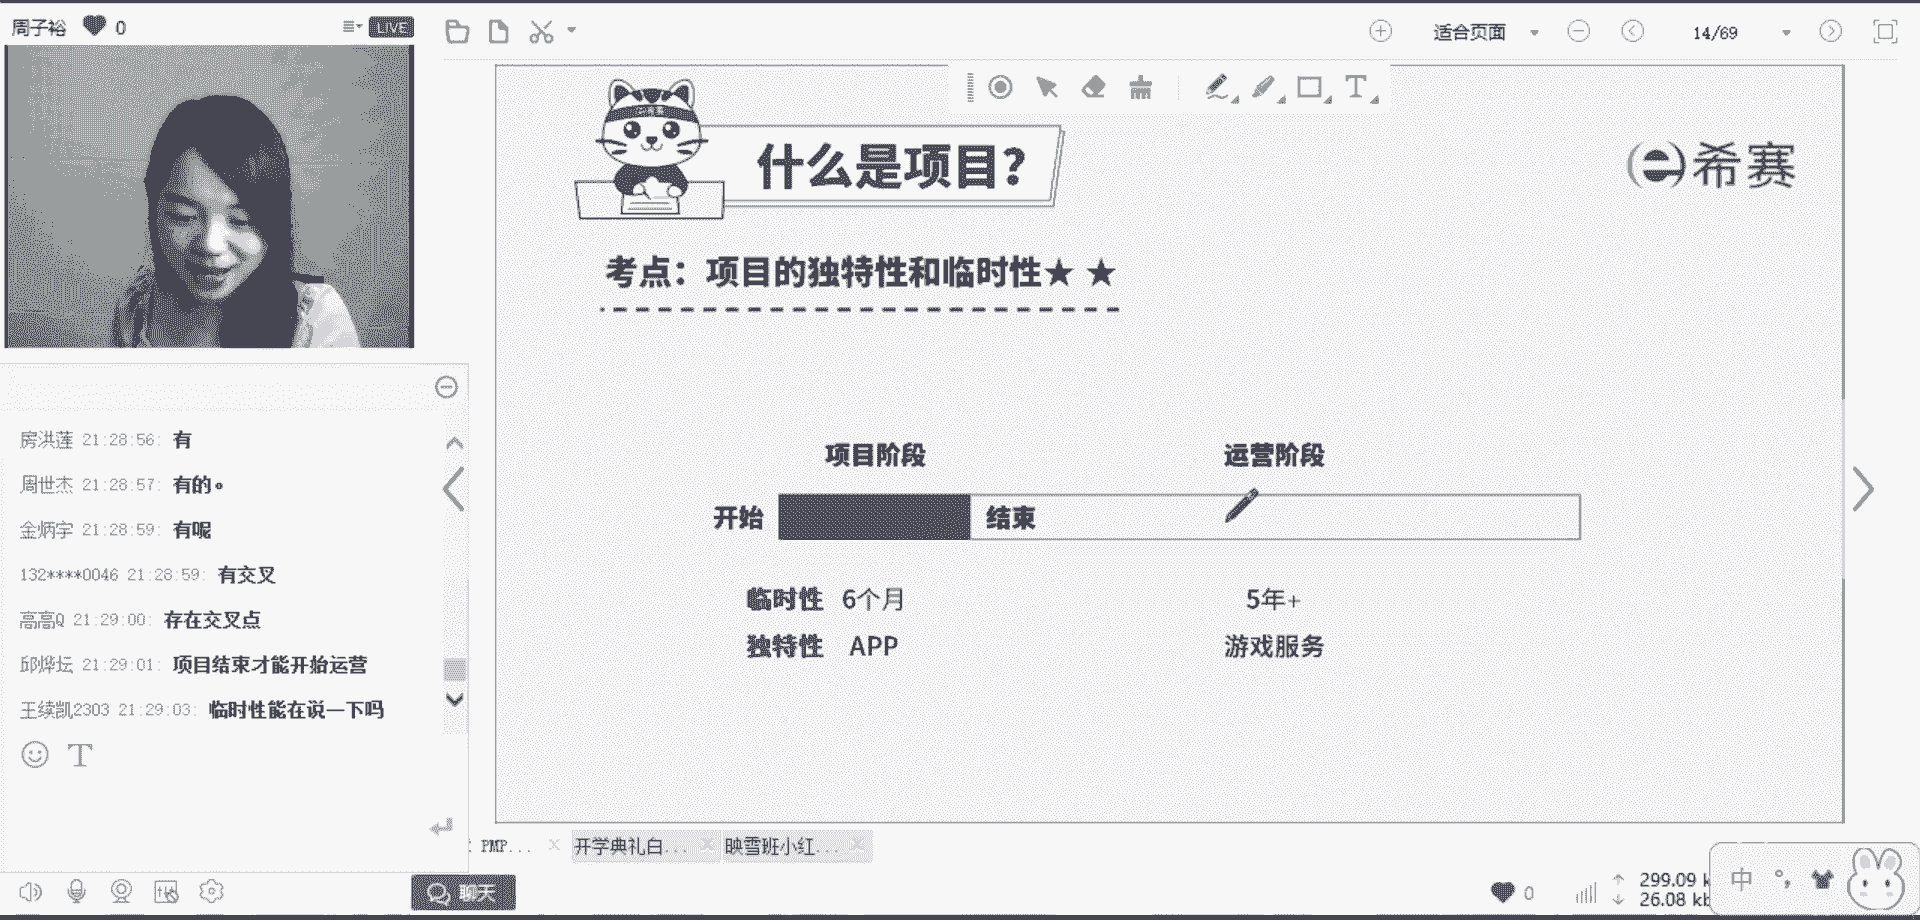 周子裕 0 LIVE
适合页面 14/69
什么是项目？
希赛
考点：项目的独特性和临时性★ ★
项目阶段 运营阶段
开始 结束
临时性 6个月 5年+
独特性 APP 游戏服务
房洪莲 21:28:56: 有
周世杰 21:28:57: 有的。
金炳宇 21:28:59: 有呢
132****0046 21:28:59: 有交叉
高高Q 21:29:00: 存在交叉点
邱烨坛 21:29:01: 项目结束才能开始运营
王续凯2303 21:29:03: 临时性能在说一下吗
PMP... 开学典礼白... 映雪班小红...
聊天
0
299.09 k
26.08 kb
中